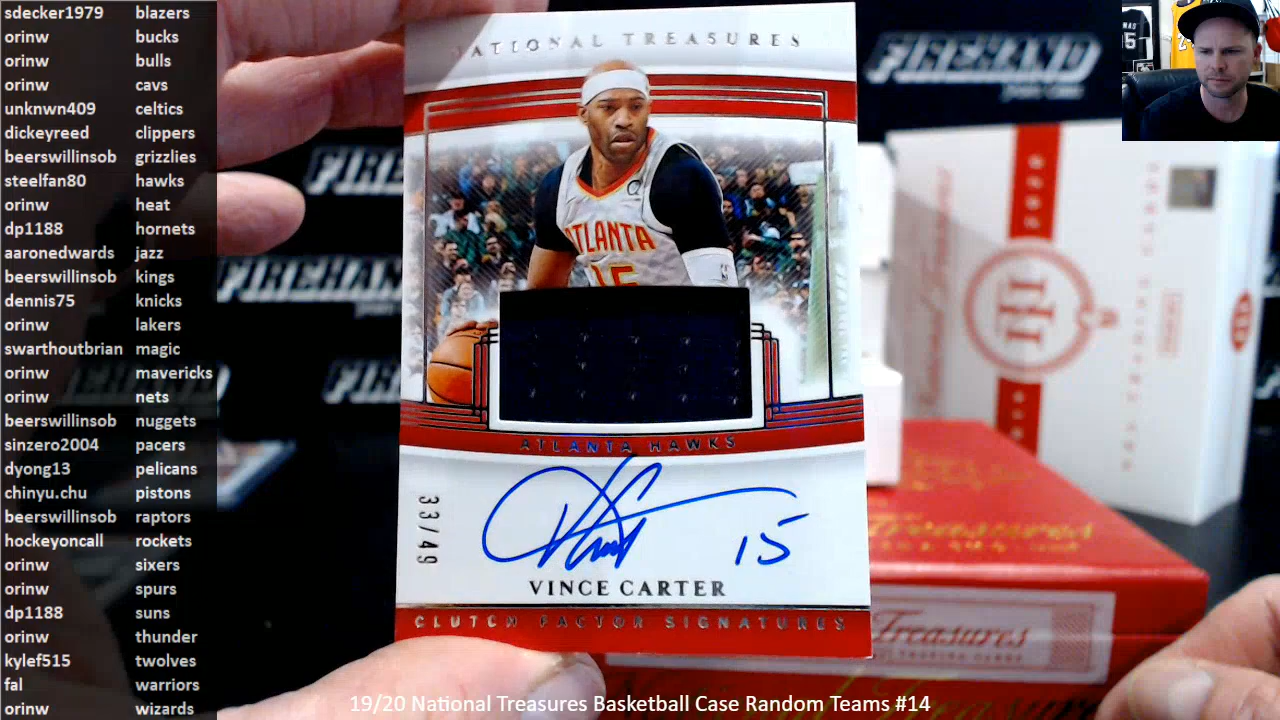 sdecker1979 blazers
orinw bucks
orinw bulls
orinw cavs
unknwn409 celtics
dickeyreed clippers
beerswillinsob grizzlies
steelfan80 hawks
orinw heat
dp1188 hornets
aaronedwards jazz
beerswillinsob kings
dennis75 knicks
orinw lakers
swarthoutbrian magic
orinw mavericks
orinw nets
beerswillinsob nuggets
sinzero2004 pacers
dyong13 pelicans
chinyu.chu pistons
beerswillinsob raptors
hockeyoncall rockets
orinw sixers
orinw spurs
dp1188 suns
orinw thunder
kylef515 twolves
fal warriors
orinw wizards
NATIONAL TREASURES
ATLANTA
15
ATLANTA HAWKS
33/49
15
VINCE CARTER
CLUTCH FACTOR SIGNATURES
FIREHAND
FIREHAND
Treasures
Treasures
19/20 National Treasures Basketball Case Random Teams #14